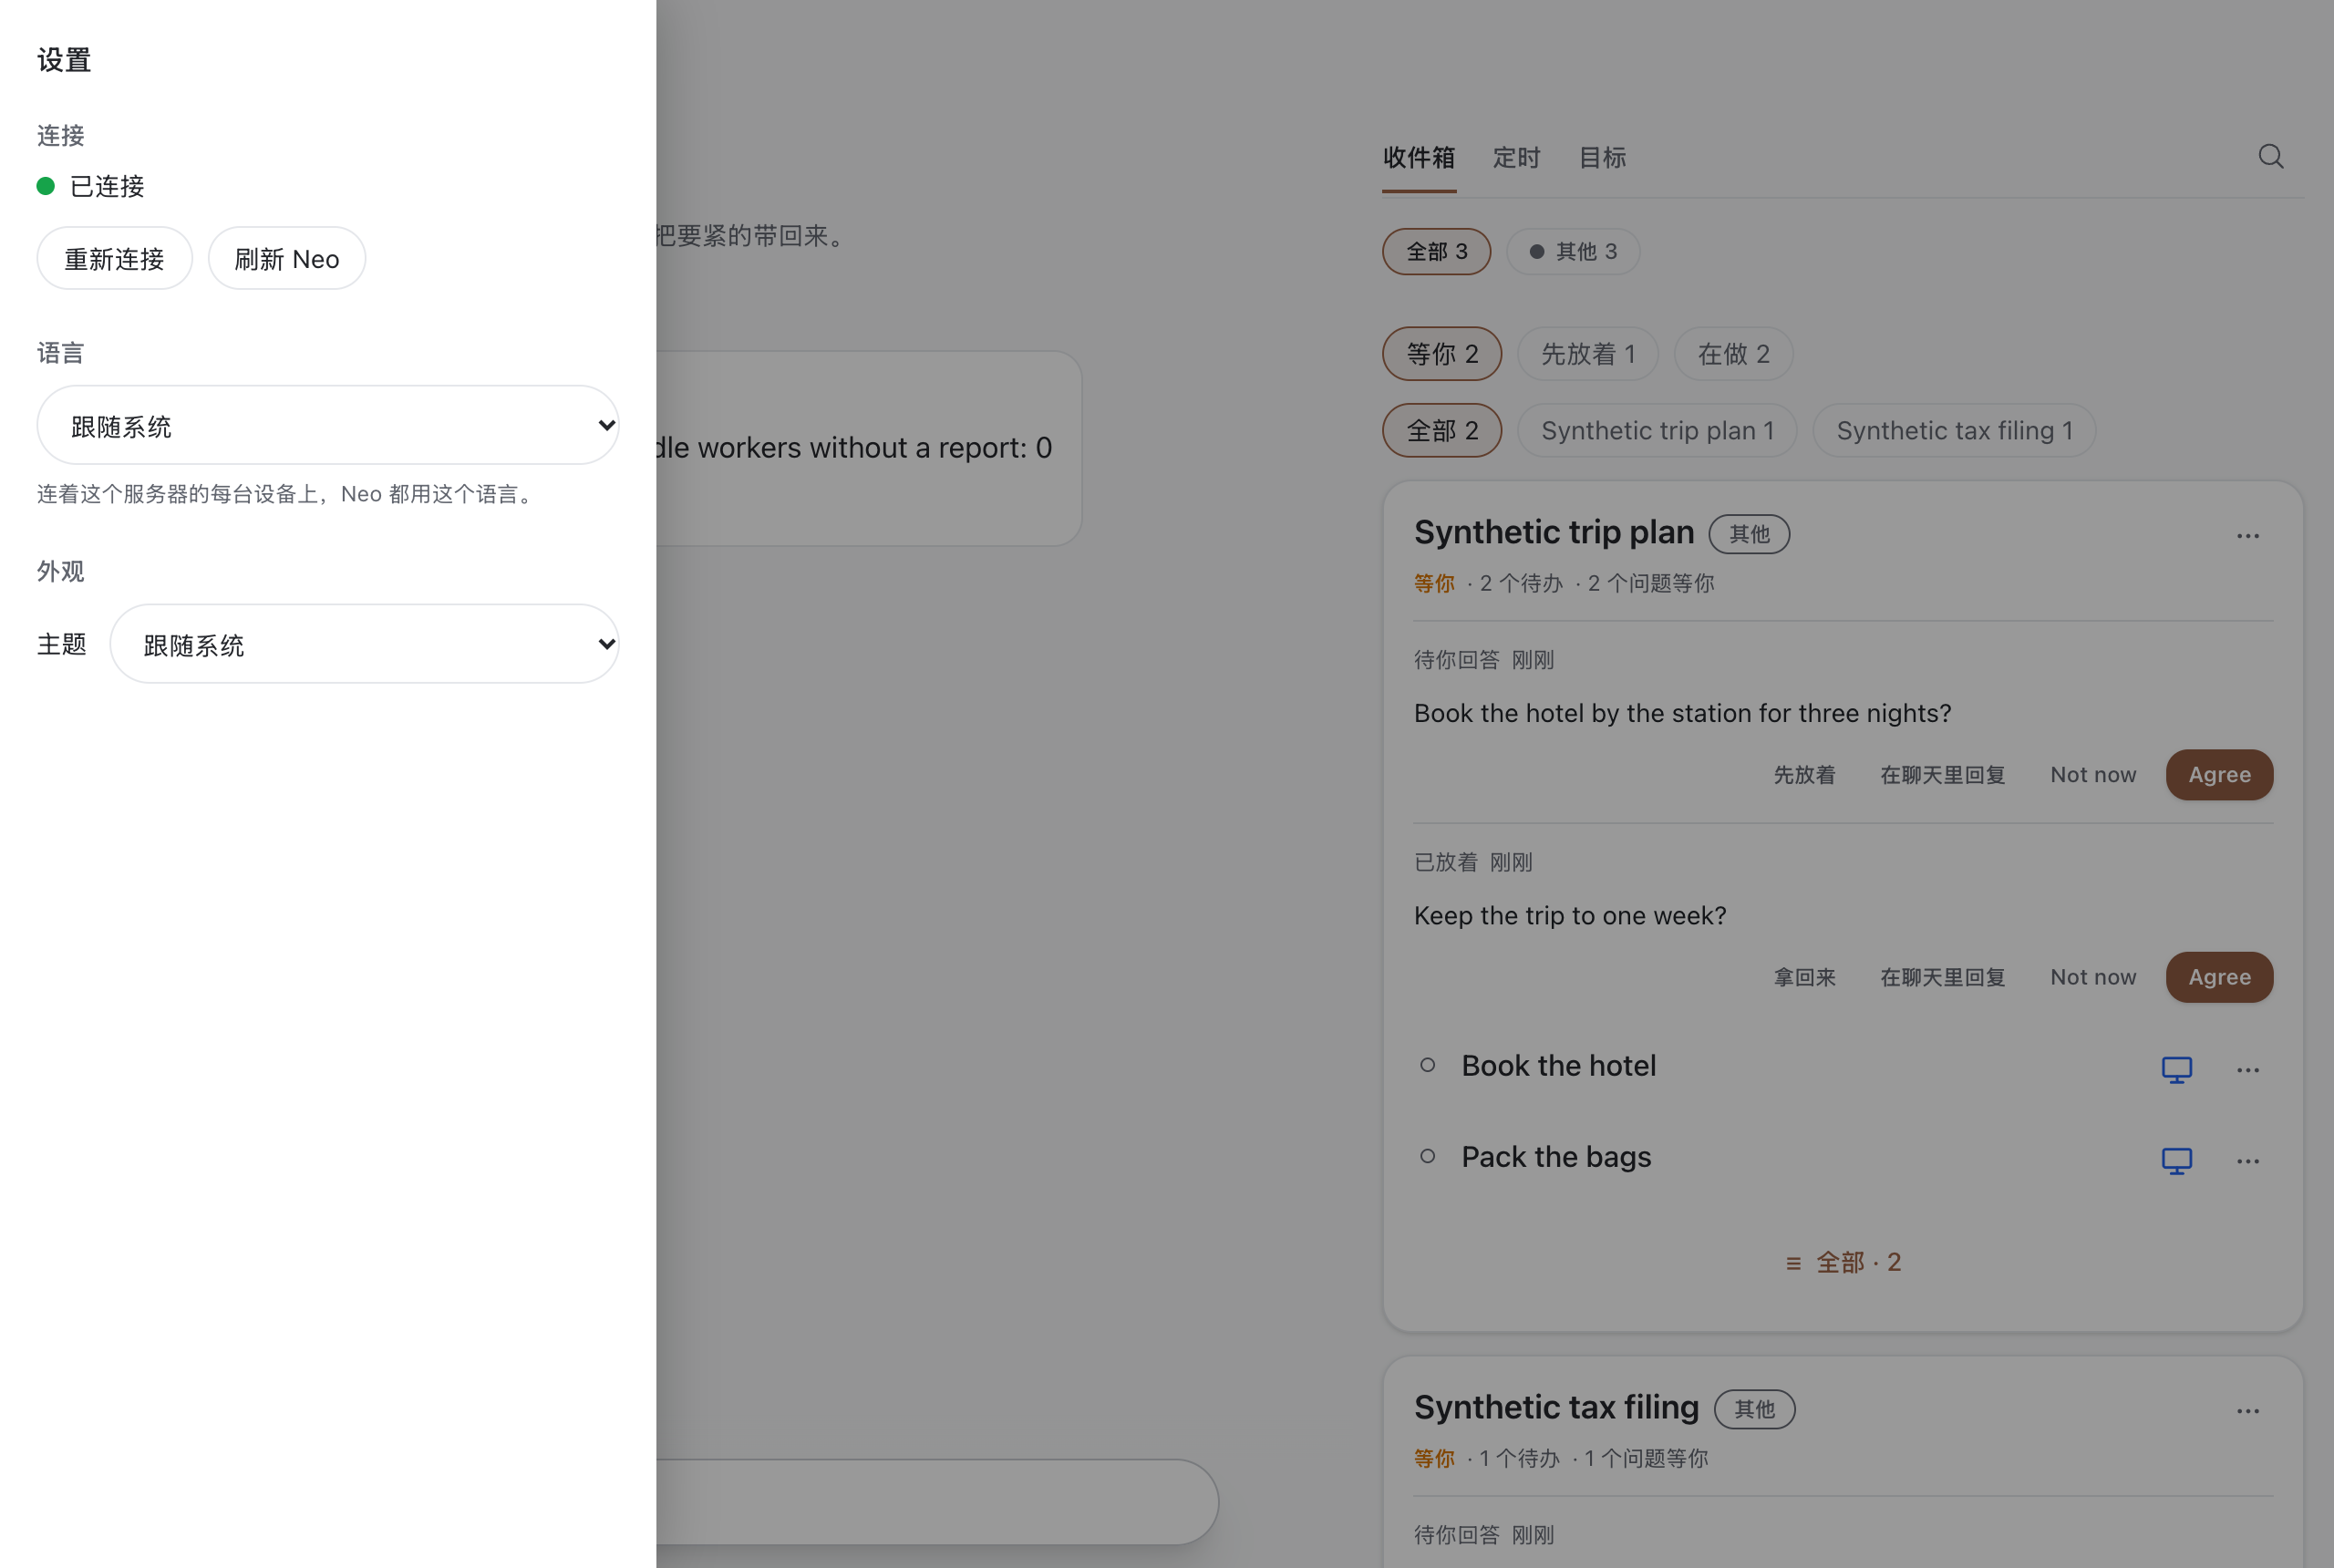 设置
连接
已连接
重新连接 刷新 Neo
语言
跟随系统
连着这个服务器的每台设备上，Neo 都用这个语言。
外观
主题 跟随系统
把要紧的带回来。
workers without a report: 0
收件箱 定时 目标
全部 3 其他 3
等你 2 先放着 1 在做 2
全部 2 Synthetic trip plan 1 Synthetic tax filing 1
Synthetic trip plan 其他
等你 · 2 个待办 · 2 个问题等你
待你回答 刚刚
Book the hotel by the station for three nights?
先放着 在聊天里回复 Not now Agree
已放着 刚刚
Keep the trip to one week?
拿回来 在聊天里回复 Not now Agree
Book the hotel
Pack the bags
全部 · 2
Synthetic tax filing 其他
等你 · 1 个待办 · 1 个问题等你
待你回答 刚刚